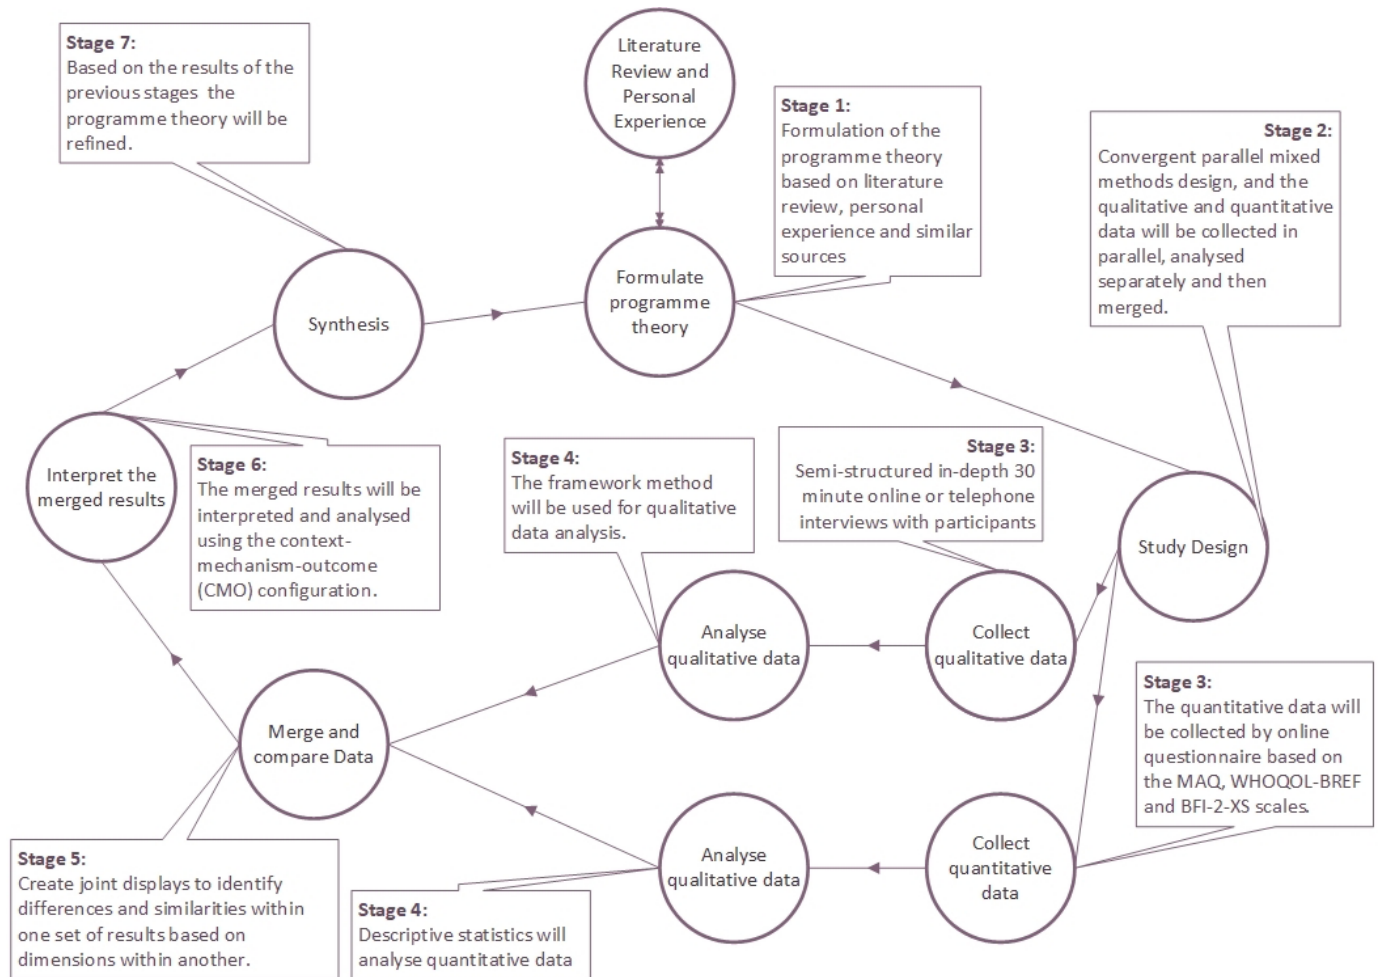 Stage 7:
Based on the results of the
previous stages the
programme theory will be
refined.
Literature
Review and
Personal
Experience
Stage 1:
Formulation of the
programme theory
based on literature
review, personal
experience and similar
sources
Stage 2:
Convergent parallel mixed
methods design, and the
qualitative and quantitative
data will be collected in
parallel, analysed
separately and then
merged.
Synthesis
Formulate
programme
theory
Interpret the
merged results
Stage 6:
The merged results will be
interpreted and analysed
using the context-
mechanism-outcome
(CMO) configuration.
Stage 4:
The framework method
will be used for qualitative
data analysis.
Stage 3:
Semi-structured in-depth 30
minute online or telephone
interviews with participants
Study Design
Analyse
qualitative data
Collect
qualitative data
Merge and
compare Data
Stage 3:
The quantitative data will
be collected by online
questionnaire based on
the MAQ, WHOQOL-BREF
and BFI-2-XS scales.
Analyse
qualitative data
Collect
quantitative
data
Stage 5:
Create joint displays to identify
differences and similarities within
one set of results based on
dimensions within another.
Stage 4:
Descriptive statistics will
analyse quantitative data